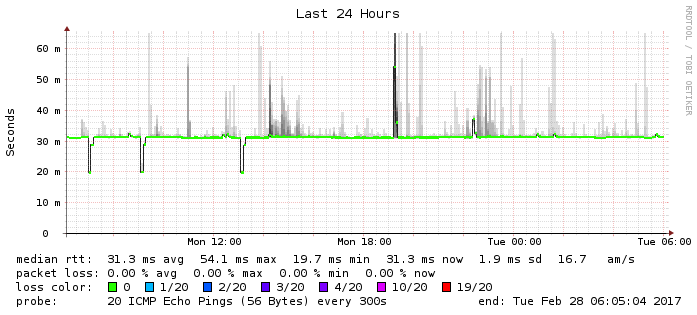 Last 24 Hours
RRDTOOL / TOBI OETIKER
Seconds
60 m
50 m
40 m
30 m
20 m
10 m
0
Mon 12:00 Mon 18:00 Tue 00:00 Tue 06:00
median rtt: 31.3 ms avg 54.1 ms max 19.7 ms min 31.3 ms now 1.9 ms sd 16.7 am/s
packet loss: 0.00 % avg 0.00 % max 0.00 % min 0.00 % now
loss color: 0 1/20 2/20 3/20 4/20 10/20 19/20
probe: 20 ICMP Echo Pings (56 Bytes) every 300s end: Tue Feb 28 06:05:04 2017